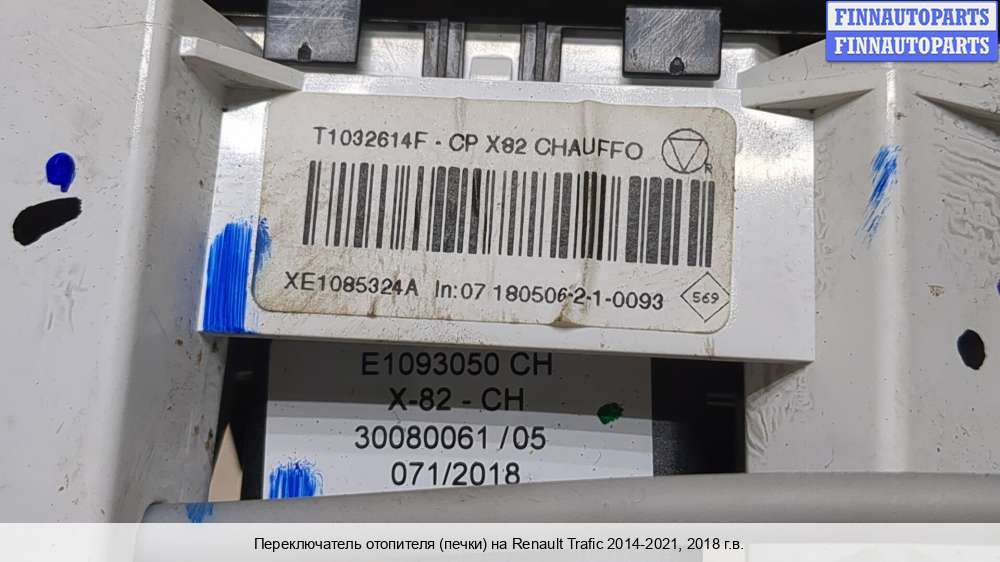 FINNAUTOPARTS
FINNAUTOPARTS
T1032614F - CP X82 CHAUFFO
R
XE1085324A In:07 180506-2-1-0093
569
E1093050 CH
X-82 - CH
30080061 /05
071/2018
Переключатель отопителя (печки) на Renault Trafic 2014-2021, 2018 г.в.